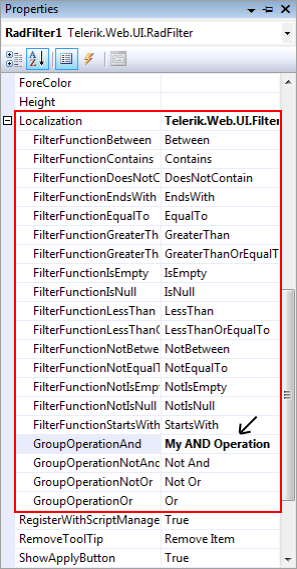 Properties
RadFilter1 Telerik.Web.UI.RadFilter
ForeColor
Height
Localization Telerik.Web.UI.Filter
FilterFunctionBetween Between
FilterFunctionContains Contains
FilterFunctionDoesNotC DoesNotContain
FilterFunctionEndsWith EndsWith
FilterFunctionEqualTo EqualTo
FilterFunctionGreaterTh GreaterThan
FilterFunctionGreaterTh GreaterThanOrEqualT
FilterFunctionIsEmpty IsEmpty
FilterFunctionIsNull IsNull
FilterFunctionLessThan LessThan
FilterFunctionLessThanO LessThanOrEqualTo
FilterFunctionNotBetwe NotBetween
FilterFunctionNotEqualT NotEqualTo
FilterFunctionNotIsEmp NotIsEmpty
FilterFunctionNotIsNull NotIsNull
FilterFunctionStartsWith StartsWith
GroupOperationAnd My AND Operation
GroupOperationNotAnd Not And
GroupOperationNotOr Not Or
GroupOperationOr Or
RegisterWithScriptManage True
RemoveToolTip Remove Item
ShowApplyButton True